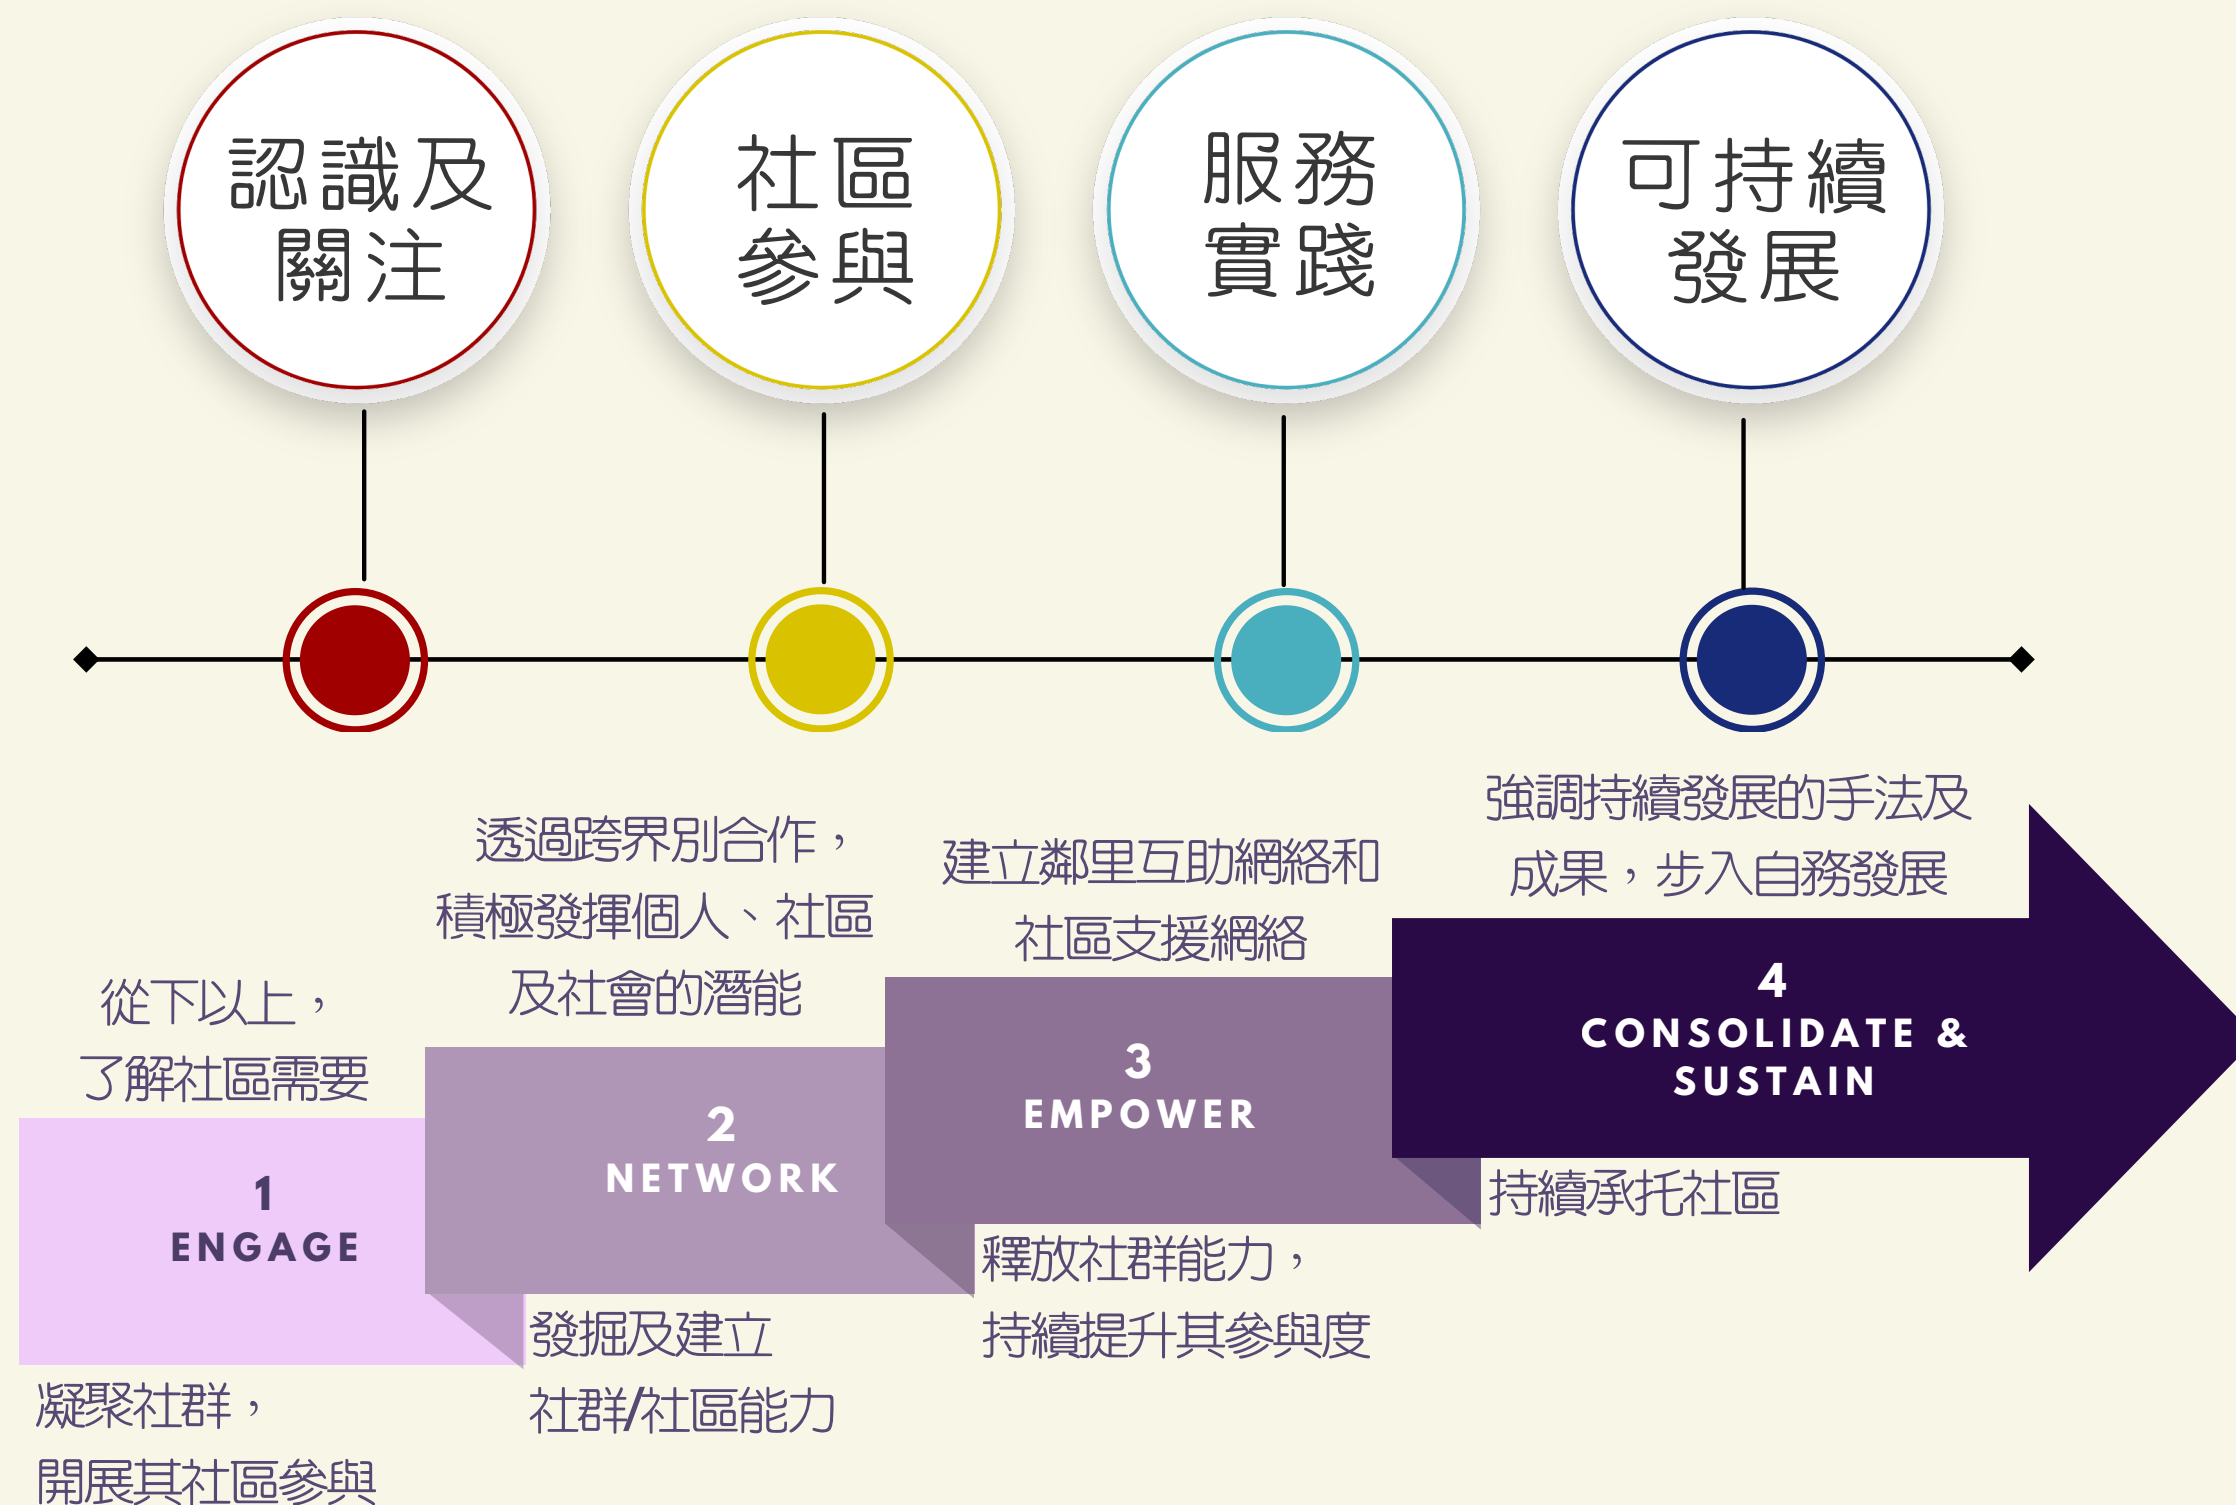 認識及
關注
社區
參與
服務
實踐
可持續
發展
從下以上，
了解社區需要
1
ENGAGE
凝聚社群，
開展其社區參與
透過跨界別合作，
積極發揮個人、社區
及社會的潛能
2
NETWORK
發掘及建立
社群/社區能力
建立鄰里互助網絡和
社區支援網絡
3
EMPOWER
釋放社群能力，
持續提升其參與度
強調持續發展的手法及
成果，步入自務發展
4
CONSOLIDATE &
SUSTAIN
持續承托社區